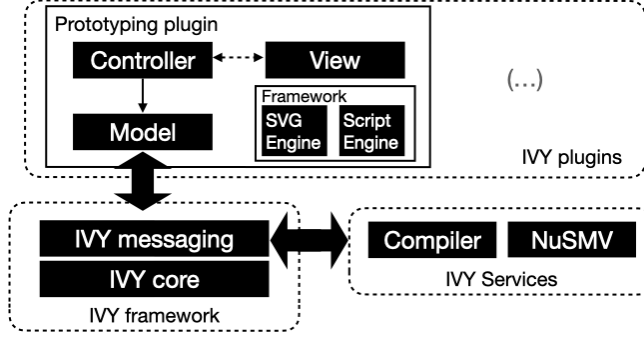 Prototyping plugin
Controller
View
Model
Framework
SVG
Engine
Script
Engine
(...)
IVY plugins
IVY messaging
IVY core
IVY framework
Compiler
NuSMV
IVY Services